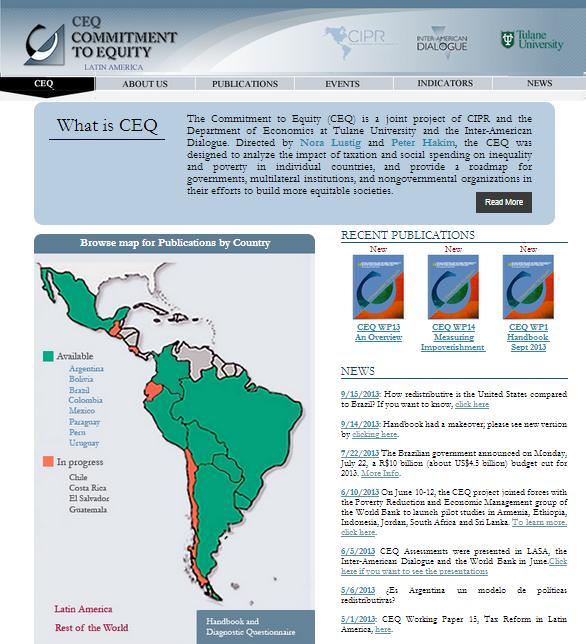 CEQ
COMMITMENT
TO EQUITY
LATIN AMERICA
CIPR
INTER-AMERICAN
DIALOGUE
Tulane
University
CEQ
ABOUT US
PUBLICATIONS
EVENTS
INDICATORS
NEWS
What is CEQ
The Commitment to Equity (CEQ) is a joint project of CIPR and the
Department of Economics at Tulane University and the Inter-American
Dialogue. Directed by Nora Lustig and Peter Hakim, the CEQ was
designed to analyze the impact of taxation and social spending on inequality
and poverty in individual countries, and provide a roadmap for
governments, multilateral institutions, and nongovernmental organizations in
their efforts to build more equitable societies.
Read More
Browse map for Publications by Country
Available
Argentina
Bolivia
Brazil
Colombia
Mexico
Paraguay
Peru
Uruguay
In progress
Chile
Costa Rica
El Salvador
Guatemala
Latin America
Rest of the World
Handbook and
Diagnostic Questionnaire
RECENT PUBLICATIONS
New
New
New
CEQ WP13
An Overview
CEQ WP14
Measuring
Impoverishment
CEQ WP1
Handbook
Sept 2013
NEWS
9/15/2013: How redistributive is the United States compared
to Brazil? If you want to know, click here
9/14/2013: Handbook had a makeover; please see new version
by clicking here.
7/22/2013 The Brazilian government announced on Monday,
July 22, a R$10 billion (about US$4.5 billion) budget cut for
2013. More Info.
6/10/2013 On June 10-12, the CEQ project joined forces with
the Poverty Reduction and Economic Management group of
the World Bank to launch pilot studies in Armenia, Ethiopia,
Indonesia, Jordan, South Africa and Sri Lanka. To learn more,
click here.
6/5/2013 CEQ Assessments were presented in LASA, the
Inter-American Dialogue and the World Bank in June.Click
here if you want to see the presentations
5/6/2013 ¿Es Argentina un modelo de políticas
redistributivas?
5/1/2013: CEQ Working Paper 15, Tax Reform in Latin
America, here.